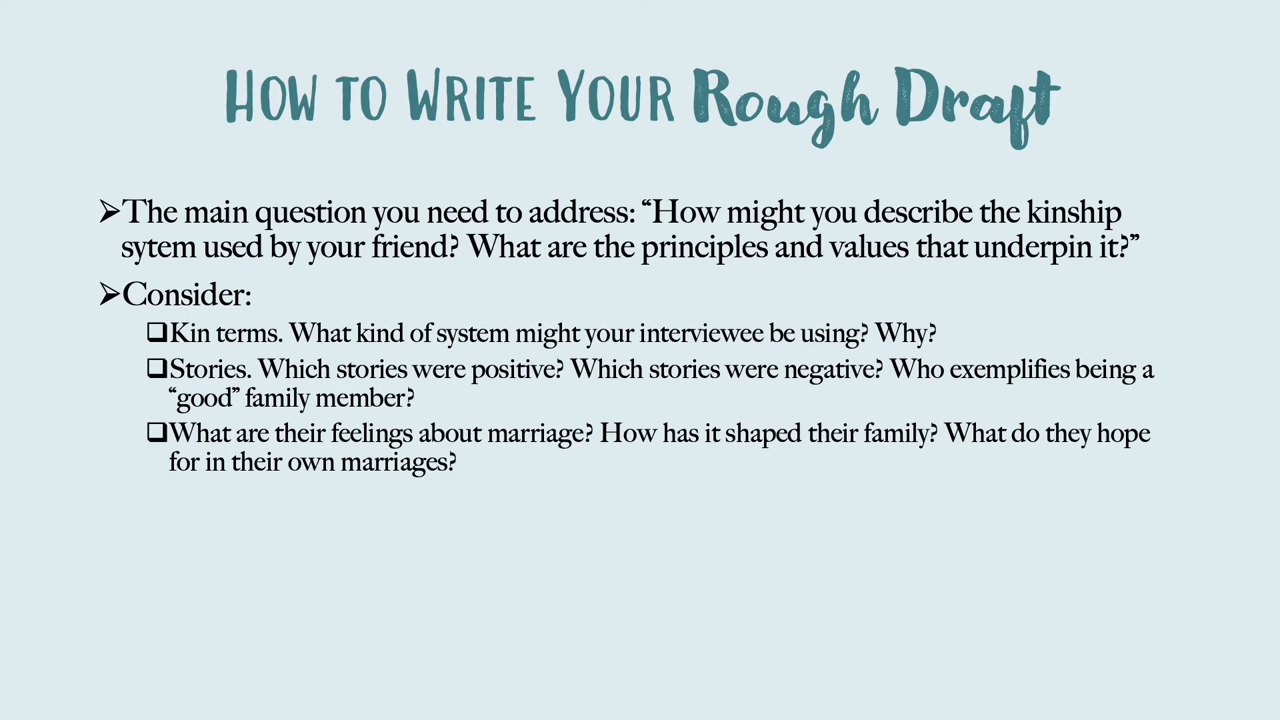 How to Write Your Rough Draft
➢The main question you need to address: “How might you describe the kinship
sytem used by your friend? What are the principles and values that underpin it?”
➢Consider:
❑Kin terms. What kind of system might your interviewee be using? Why?
❑Stories. Which stories were positive? Which stories were negative? Who exemplifies being a
“good” family member?
❑What are their feelings about marriage? How has it shaped their family? What do they hope
for in their own marriages?